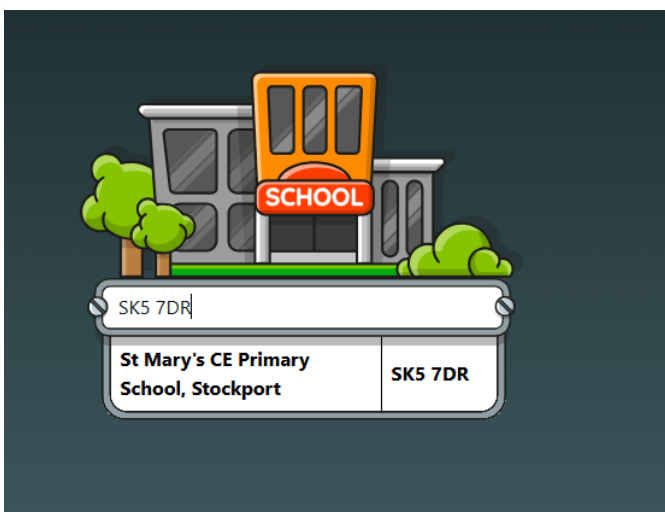 SCHOOL
SK5 7DR
St Mary's CE Primary
School, Stockport
SK5 7DR